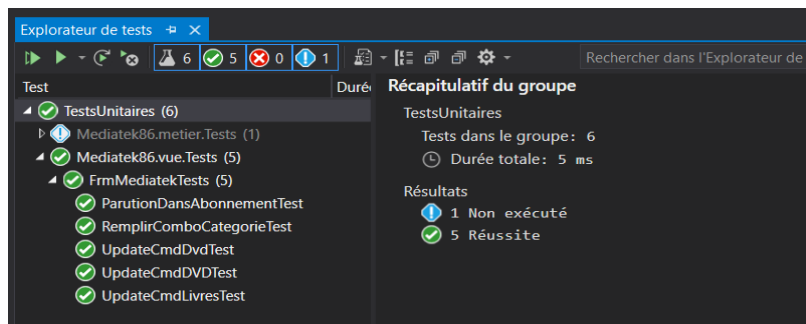 Explorateur de tests
6 5 0 1 Rechercher dans l'Explorateur de
Test Duré
TestsUnitaires (6)
Mediatek86.metier.Tests (1)
Mediatek86.vue.Tests (5)
FrmMediatekTests (5)
ParutionDansAbonnementTest
RemplirComboCategorieTest
UpdateCmdDvdTest
UpdateCmdDVDTest
UpdateCmdLivresTest
Récapitulatif du groupe
TestsUnitaires
Tests dans le groupe: 6
Durée totale: 5 ms
Résultats
1 Non exécuté
5 Réussite